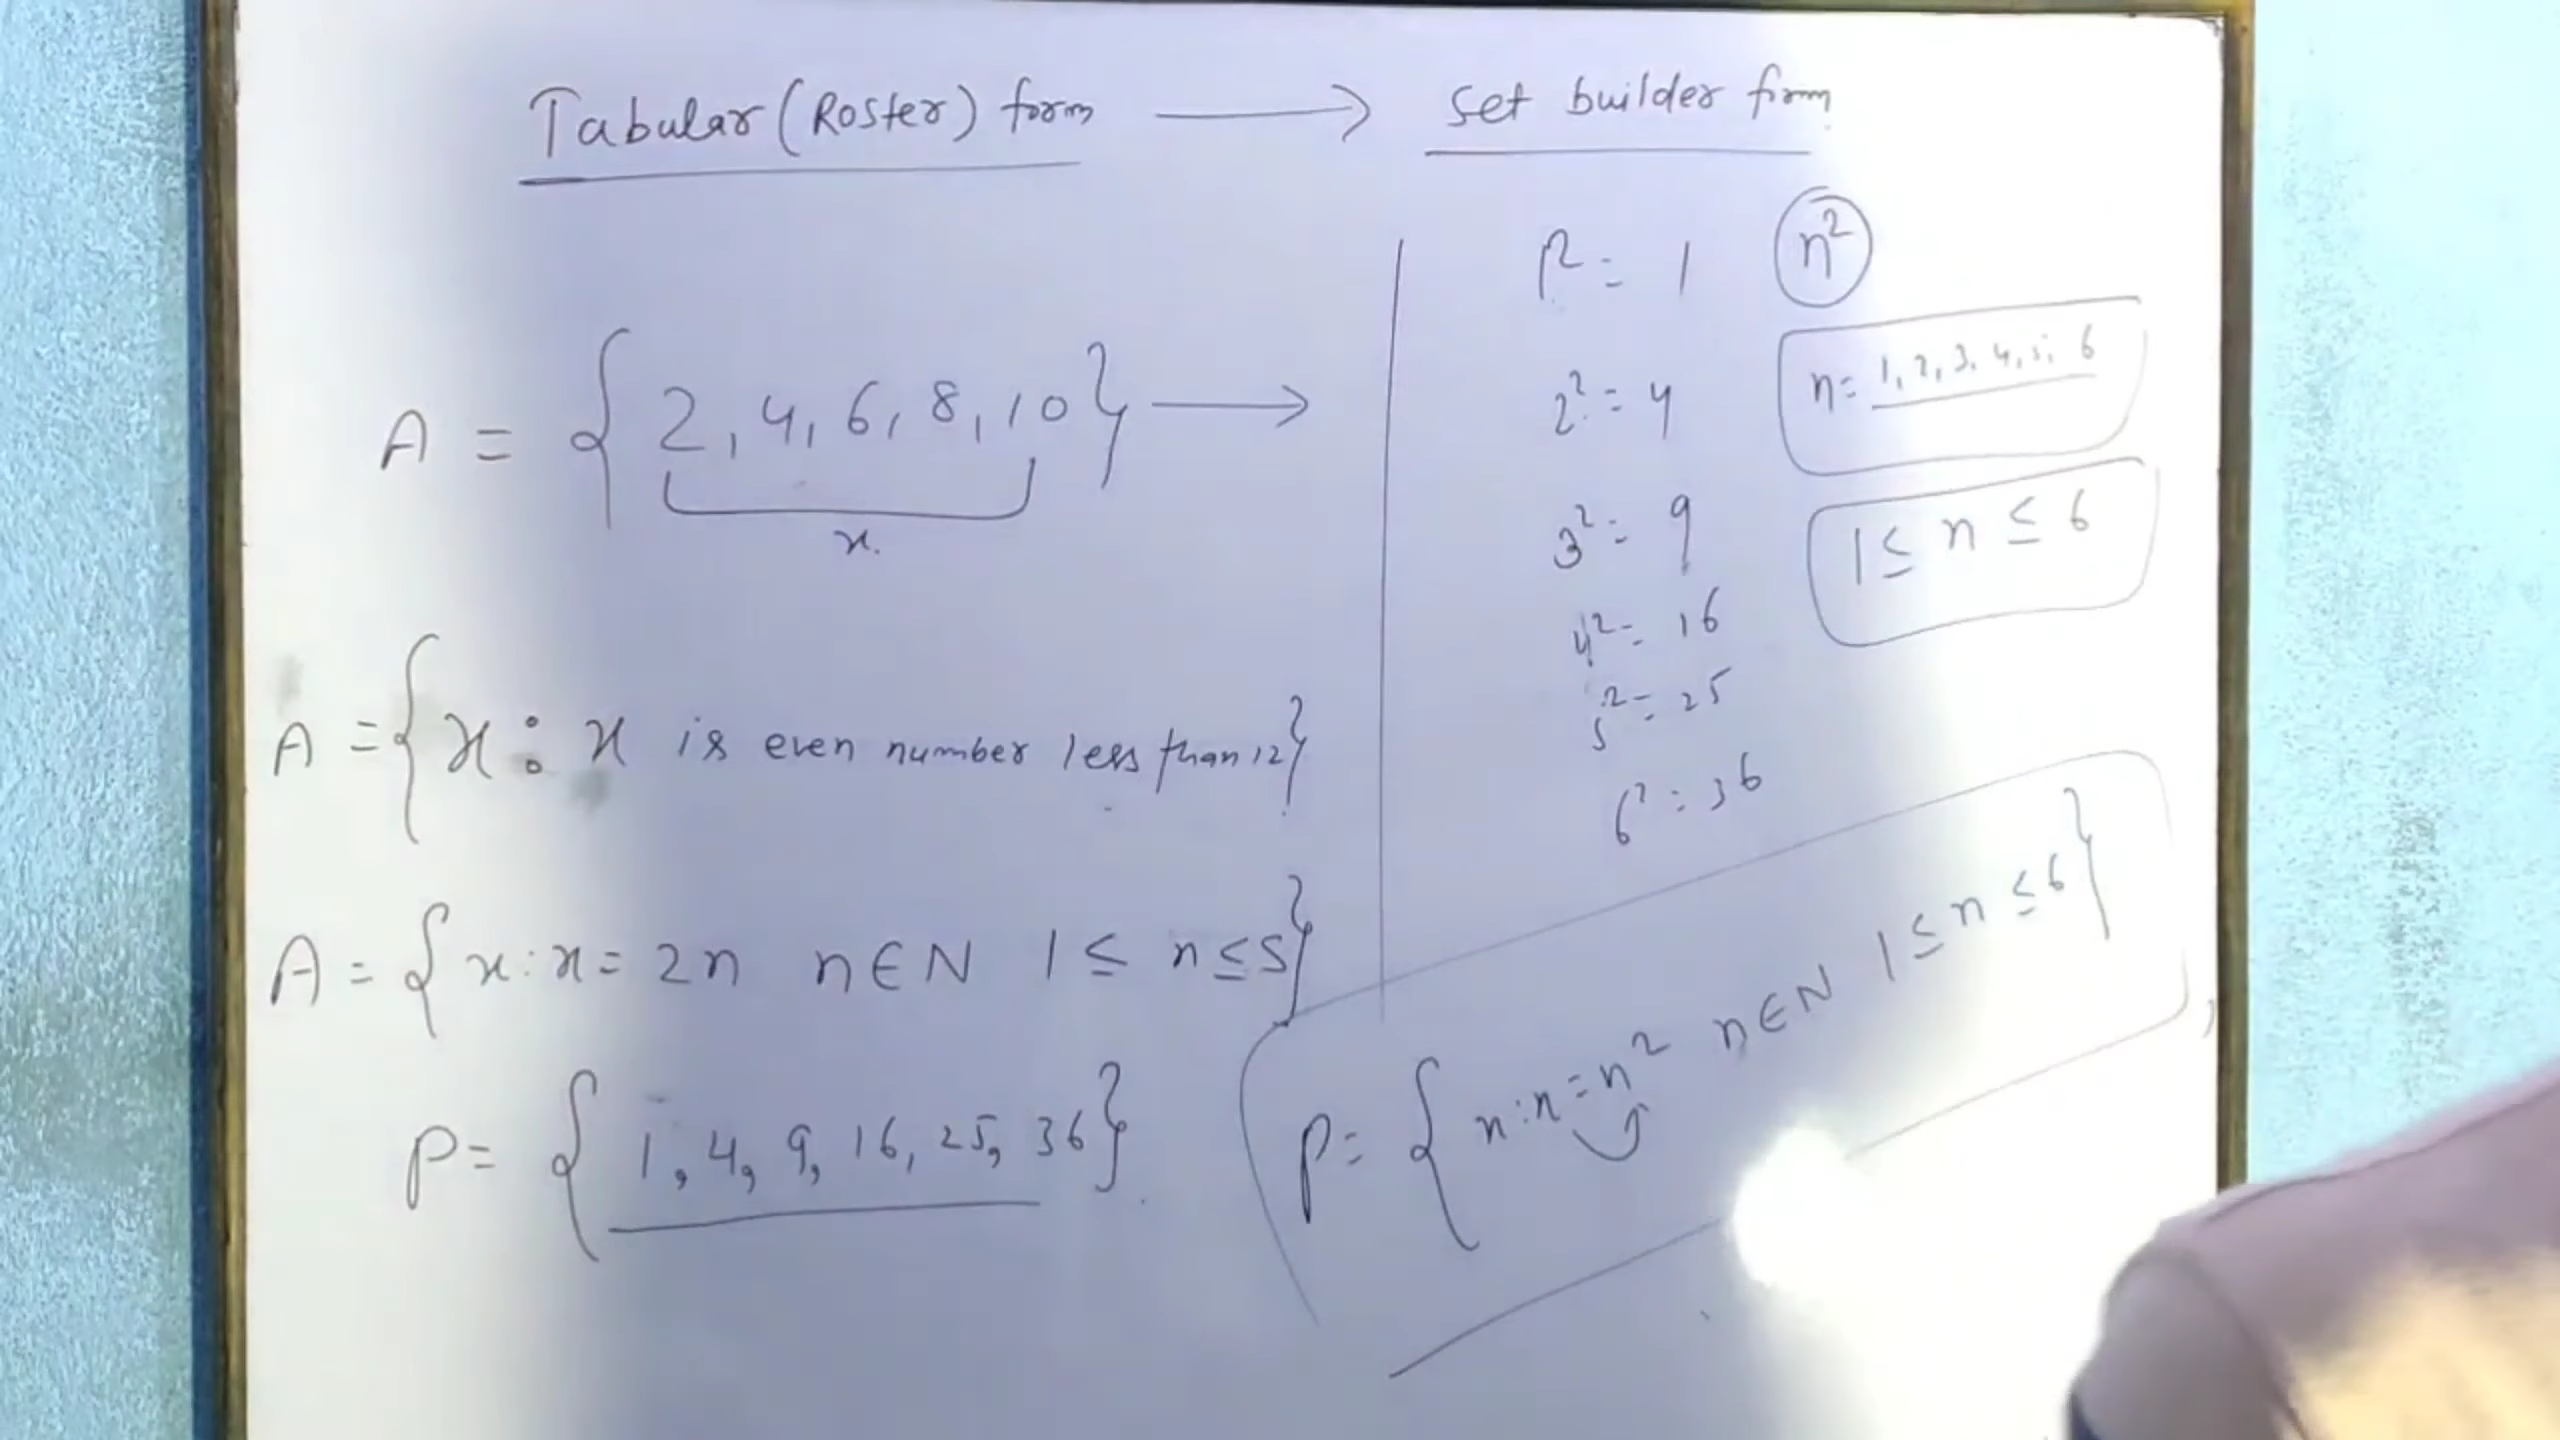 Tabular (Roster) form ⟶ set builder form
A = { 2, 4, 6, 8, 10 } ⟶
x.
A = { x : x is even number less than 12 }
A = { x : x = 2n n ∈ N 1 ≤ n ≤ 5 }
P = { 1, 4, 9, 16, 25, 36 }
1² = 1
n²
2² = 4
n = 1, 2, 3, 4, 5, 6
3² = 9
1 ≤ n ≤ 6
4² = 16
5² = 25
6² = 36
P = { x : x = n² n ∈ N 1 ≤ n ≤ 6 }